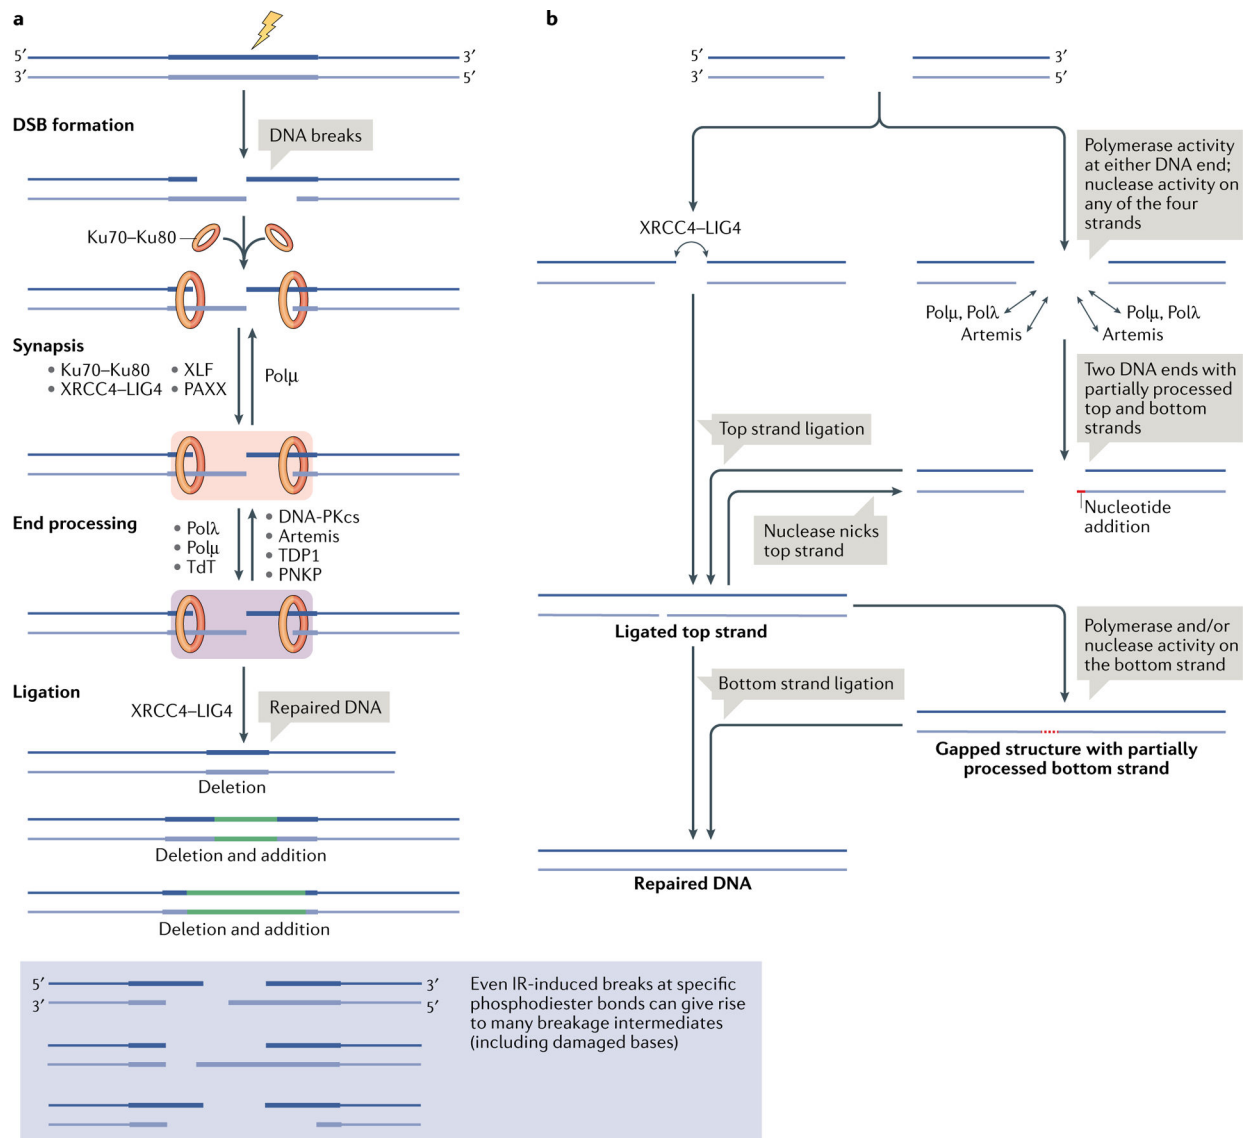 a
5′
3′
3′
5′
DSB formation
DNA breaks
Ku70–Ku80
Synapsis
• Ku70–Ku80
• XLF
• XRCC4–LIG4
• PAXX
Polμ
End processing
• Polλ
• Polμ
• TdT
• DNA-PKcs
• Artemis
• TDP1
• PNKP
Ligation
XRCC4–LIG4
Repaired DNA
Deletion
Deletion and addition
Deletion and addition
5′
3′
3′
5′
Even IR-induced breaks at specific
phosphodiester bonds can give rise
to many breakage intermediates
(including damaged bases)
b
5′
3′
3′
5′
Polymerase activity
at either DNA end;
nuclease activity on
any of the four
strands
XRCC4–LIG4
Polμ, Polλ
Artemis
Polμ, Polλ
Artemis
Two DNA ends with
partially processed
top and bottom
strands
Top strand ligation
Nuclease nicks
top strand
Nucleotide
addition
Ligated top strand
Polymerase and/or
nuclease activity on
the bottom strand
Bottom strand ligation
Gapped structure with partially
processed bottom strand
Repaired DNA